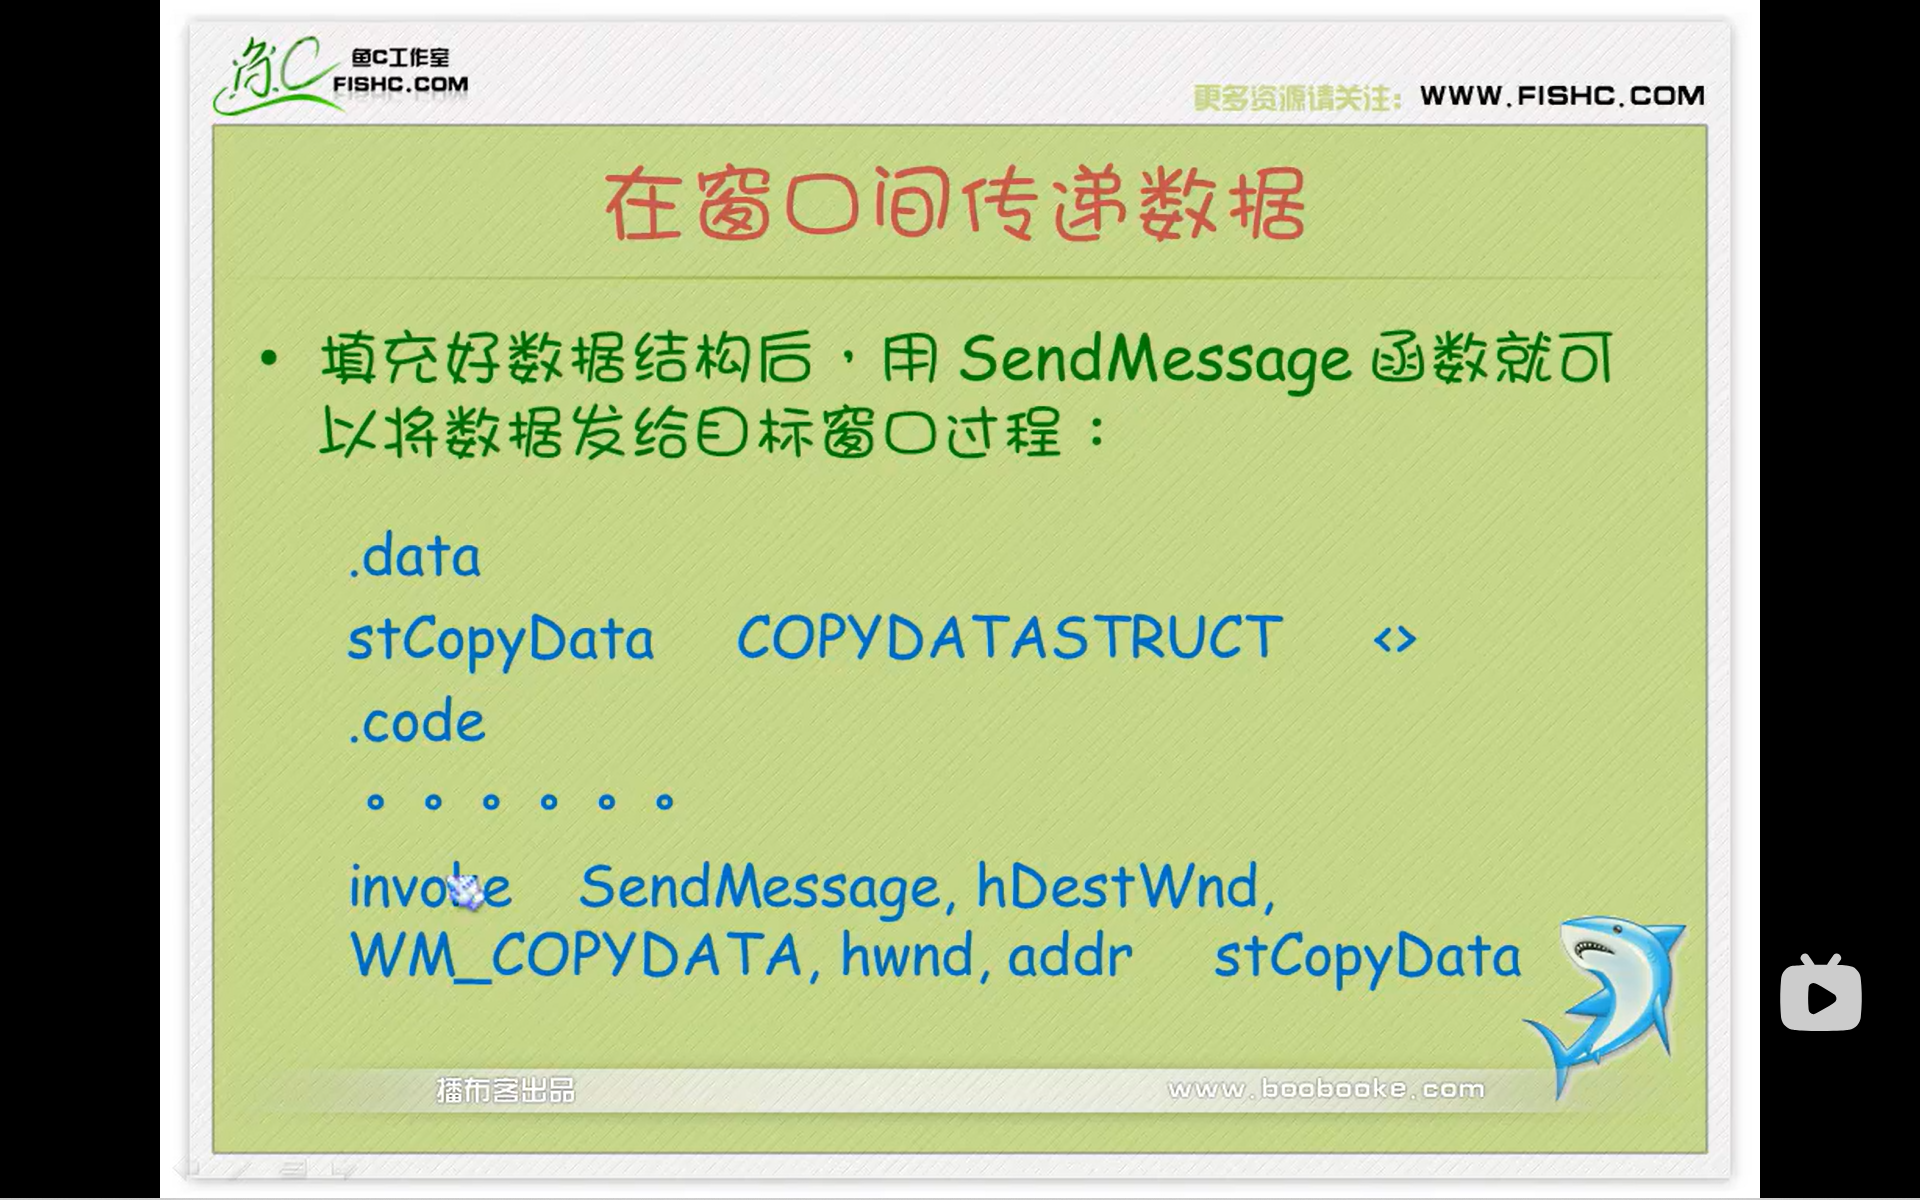 鱼C工作室
FISHC.COM
更多资源请关注: WWW.FISHC.COM
在窗口间传递数据
• 填充好数据结构后，用 SendMessage 函数就可
以将数据发给目标窗口过程：
.data
stCopyData COPYDATASTRUCT <>
.code
。。。。。。
invoke SendMessage, hDestWnd,
WM_COPYDATA, hwnd, addr stCopyData
播布客出品 www.boobooke.com